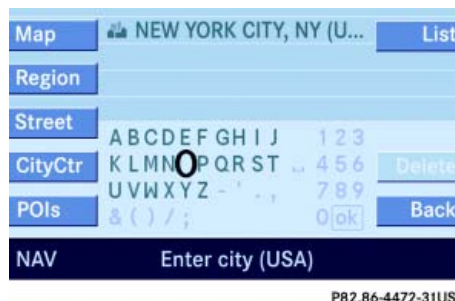 Map
NEW YORK CITY, NY (U...
List
Region
Street
ABCDEFGHIJ 123
CityCtr
KLMNOPQRST ␣ 456
Delete
UVWXYZ-'., 789
POIs
&()/; 0 ok
Back
NAV
Enter city (USA)
P82.86-4472-31US